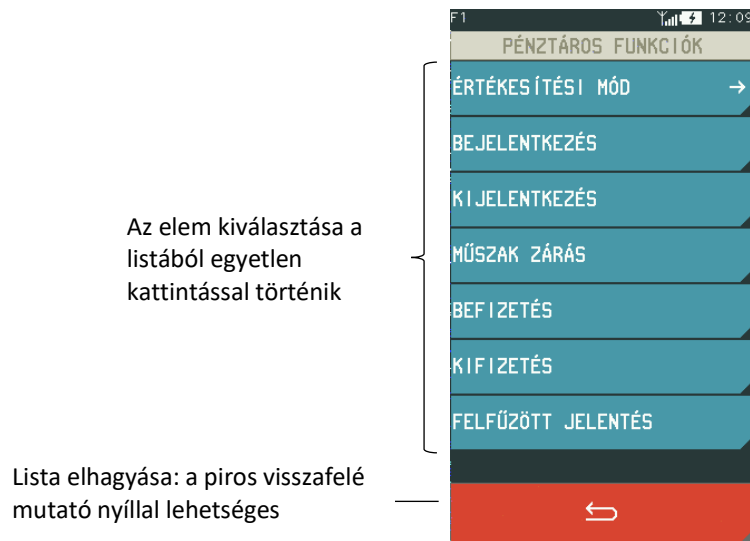 F1 12:09
PÉNZTÁROS FUNKCIÓK
ÉRTÉKESÍTÉSI MÓD →
BEJELENTKEZÉS
KIJELENTKEZÉS
MŰSZAK ZÁRÁS
BEFIZETÉS
KIFIZETÉS
FELFŰZÖTT JELENTÉS
Az elem kiválasztása a
listából egyetlen
kattintással történik
Lista elhagyása: a piros visszafelé
mutató nyíllal lehetséges